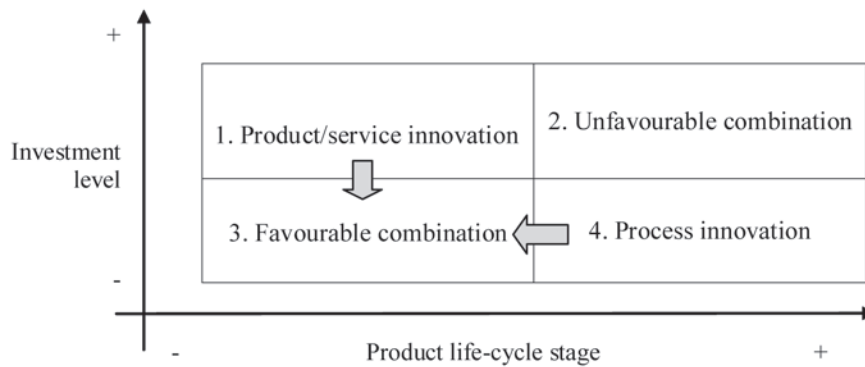 +
2. Unfavourable combination
1. Product/service innovation
Investment
level
3. Favourable combination
4. Process innovation
-
-
Product life-cycle stage
+